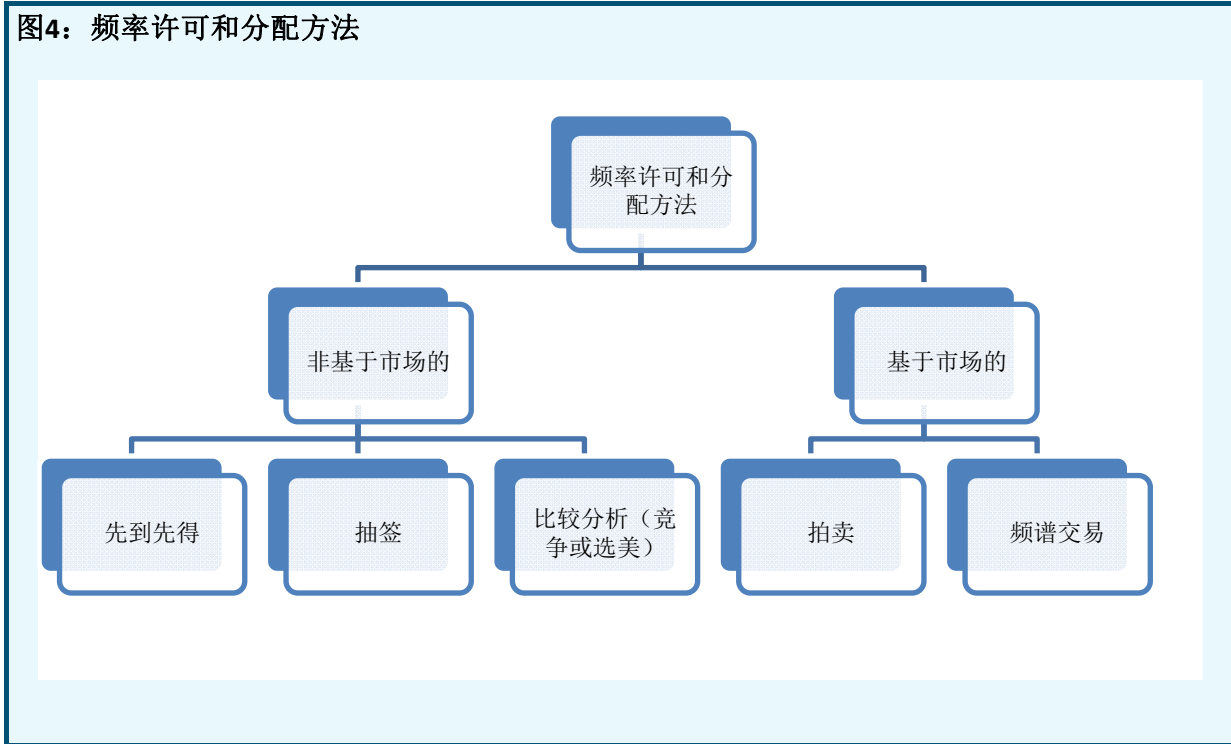 图4：频率许可和分配方法
频率许可和分
配方法
非基于市场的
基于市场的
先到先得
抽签
比较分析（竞
争或选美）
拍卖
频谱交易